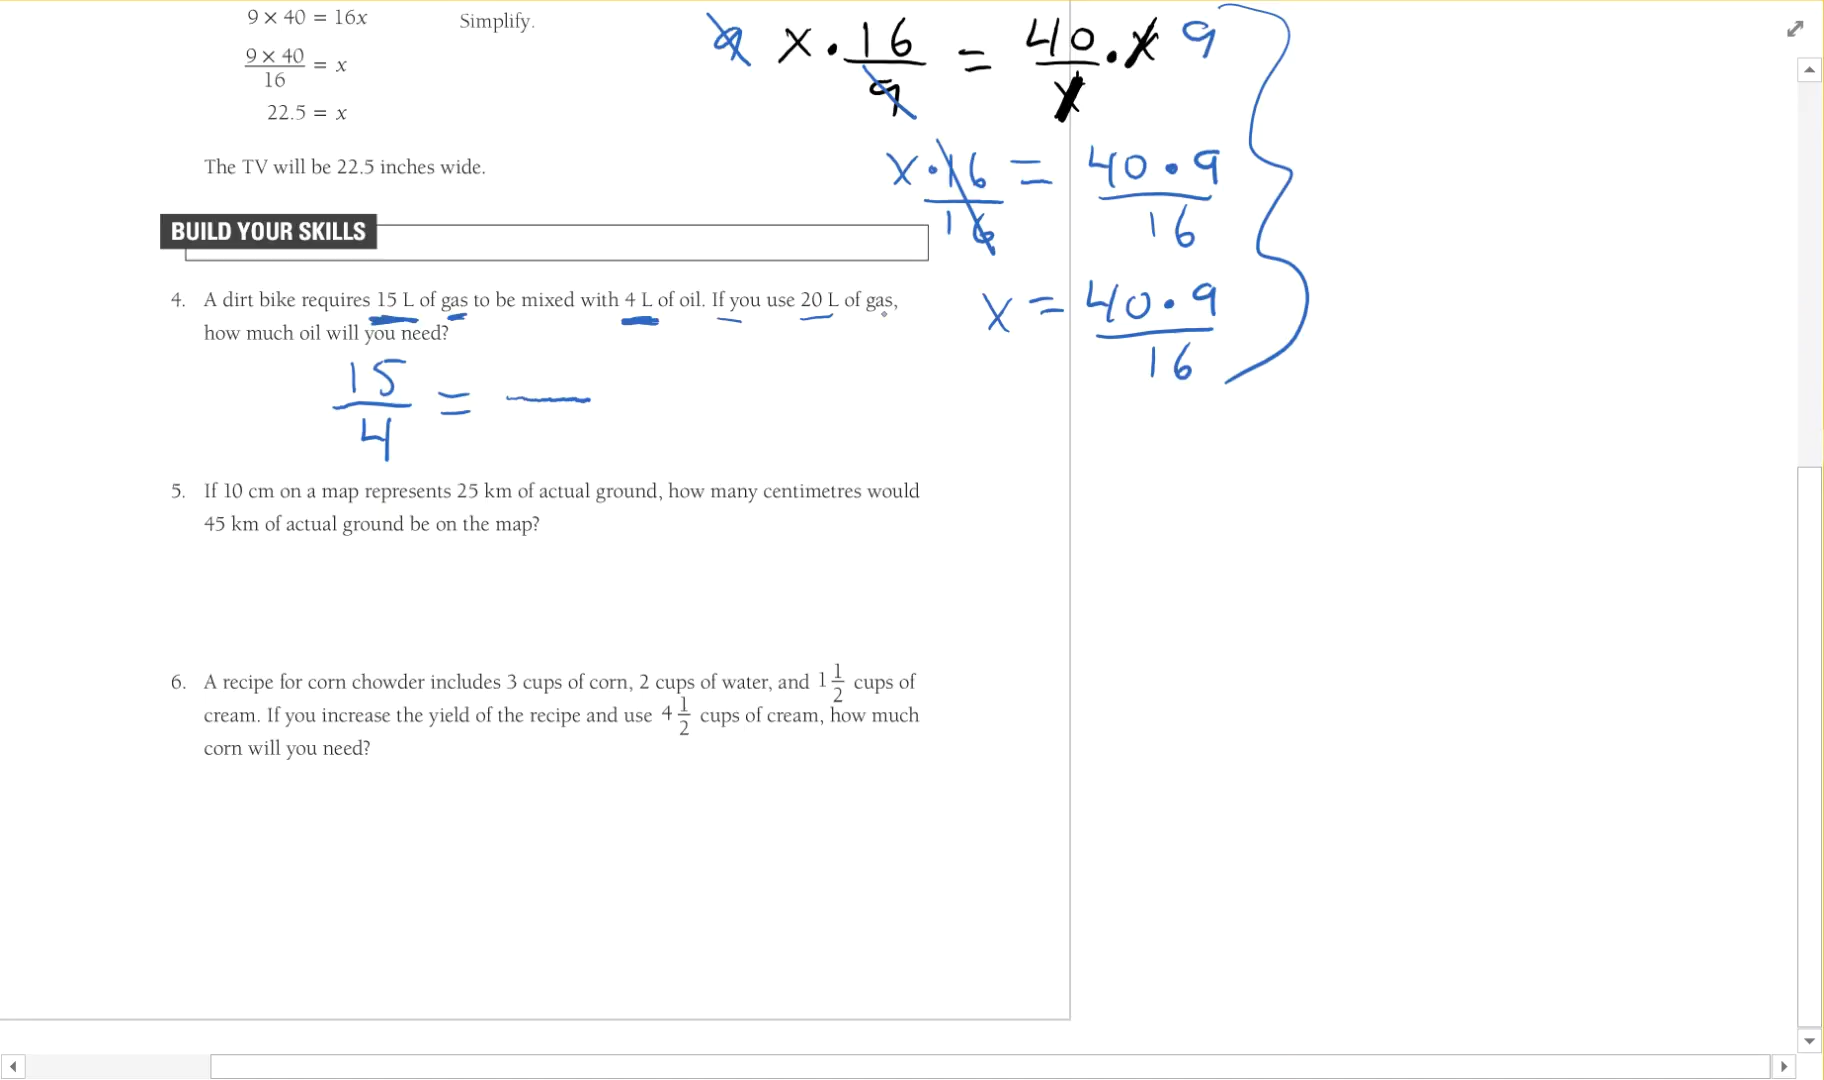 9 × 40 = 16x Simplify.
9 × 40 / 16 = x
22.5 = x
The TV will be 22.5 inches wide.
9 x · 16/9 = 40/x · x 9
x · 16/16 = 40 · 9/16
x = 40 · 9/16
BUILD YOUR SKILLS
4. A dirt bike requires 15 L of gas to be mixed with 4 L of oil. If you use 20 L of gas,
how much oil will you need?
15/4 =
5. If 10 cm on a map represents 25 km of actual ground, how many centimetres would
45 km of actual ground be on the map?
6. A recipe for corn chowder includes 3 cups of corn, 2 cups of water, and 1 1/2 cups of
cream. If you increase the yield of the recipe and use 4 1/2 cups of cream, how much
corn will you need?